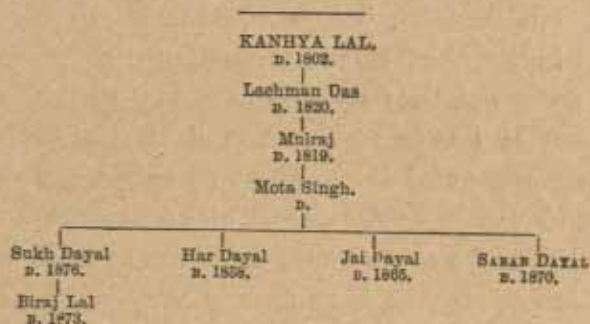 KANHYA LAL.
D. 1802.
Lachman Das
D. 1820.
Mulraj
D. 1819.
Mota Singh.
D.
Sukh Dayal Har Dayal Jai Dayal SARAN DAYAL
D. 1876. B. 1858. B. 1865. B. 1870.
Biraj Lal
B. 1873.